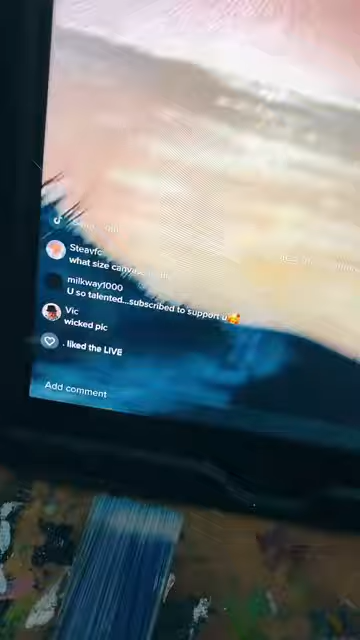 Steavfc
what size canvas
milkway1000
U so talented...subscribed to support u🥰
Vic
wicked pic
. liked the LIVE
Add comment